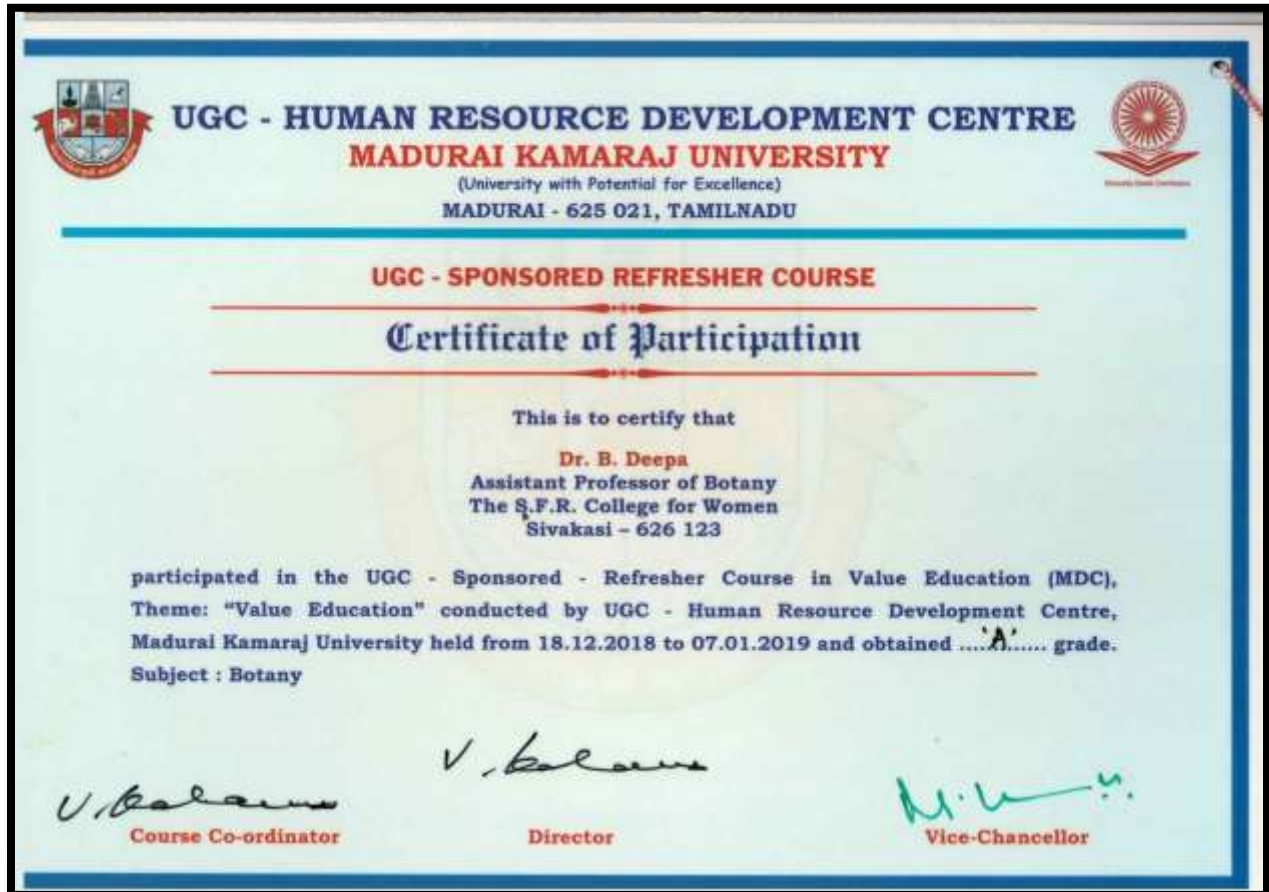 UGC - HUMAN RESOURCE DEVELOPMENT CENTRE
MADURAI KAMARAJ UNIVERSITY
(University with Potential for Excellence)
MADURAI - 625 021, TAMILNADU
UGC - SPONSORED REFRESHER COURSE
Certificate of Participation
This is to certify that
Dr. B. Deepa
Assistant Professor of Botany
The S.F.R. College for Women
Sivakasi – 626 123
participated in the UGC - Sponsored - Refresher Course in Value Education (MDC),
Theme: "Value Education" conducted by UGC - Human Resource Development Centre,
Madurai Kamaraj University held from 18.12.2018 to 07.01.2019 and obtained ....'A'...... grade.
Subject : Botany
Course Co-ordinator
Director
Vice-Chancellor